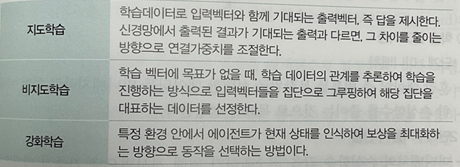 지도학습
학습데이터로 입력벡터와 함께 기대되는 출력벡터, 즉 답을 제시한다.
신경망에서 출력된 결과가 기대되는 출력과 다르면, 그 차이를 줄이는
방향으로 연결가중치를 조절한다.
비지도학습
학습 벡터에 목표가 없을 때, 학습 데이터의 관계를 추론하여 학습을
진행하는 방식으로 입력벡터들을 집단으로 그루핑하여 해당 집단을
대표하는 데이터를 선정한다.
강화학습
특정 환경 안에서 에이전트가 현재 상태를 인식하여 보상을 최대화하
는 방향으로 동작을 선택하는 방법이다.